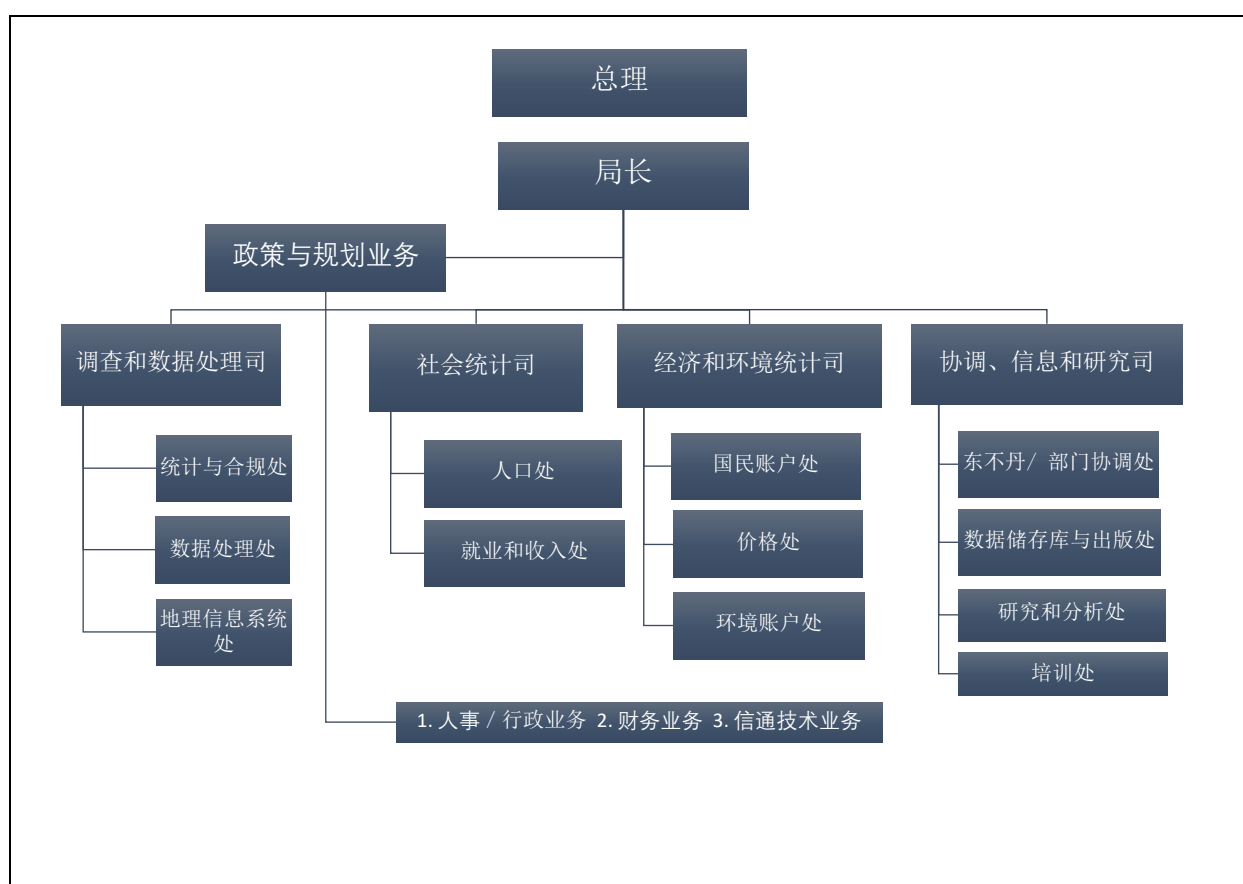 总理
局长
政策与规划业务
调查和数据处理司
社会统计司
经济和环境统计司
协调、信息和研究司
统计与合规处
数据处理处
地理信息系统
处
人口处
就业和收入处
国民账户处
价格处
环境账户处
东不丹/ 部门协调处
数据储存库与出版处
研究和分析处
培训处
1. 人事 / 行政业务 2. 财务业务 3. 信通技术业务